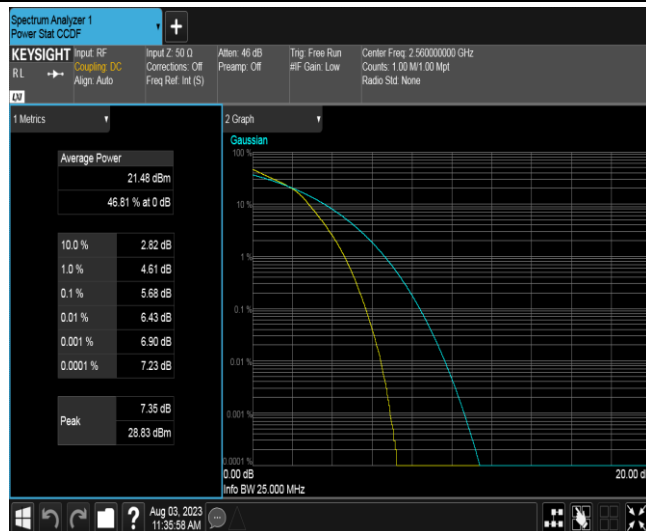 Spectrum Analyzer 1
Power Stat CCDF
KEYSIGHT
RL
LXI
Input: RF
Coupling: DC
Align: Auto
Input Z: 50 Ω
Corrections: Off
Freq Ref: Int (S)
Atten: 46 dB
Preamp: Off
Trig: Free Run
#IF Gain: Low
Center Freq: 2.560000000 GHz
Counts: 1.00 M/1.00 Mpt
Radio Std: None
1 Metrics
Average Power
21.48 dBm
46.81 % at 0 dB
10.0 % 2.82 dB
1.0 % 4.61 dB
0.1 % 5.68 dB
0.01 % 6.43 dB
0.001 % 6.90 dB
0.0001 % 7.23 dB
Peak 7.35 dB
28.83 dBm
2 Graph
Gaussian
100 %
10 %
1 %
0.1 %
0.01 %
0.001 %
0.0001 %
0.00 dB 20.00 d
Info BW 25.000 MHz
?
Aug 03, 2023
11:35:58 AM